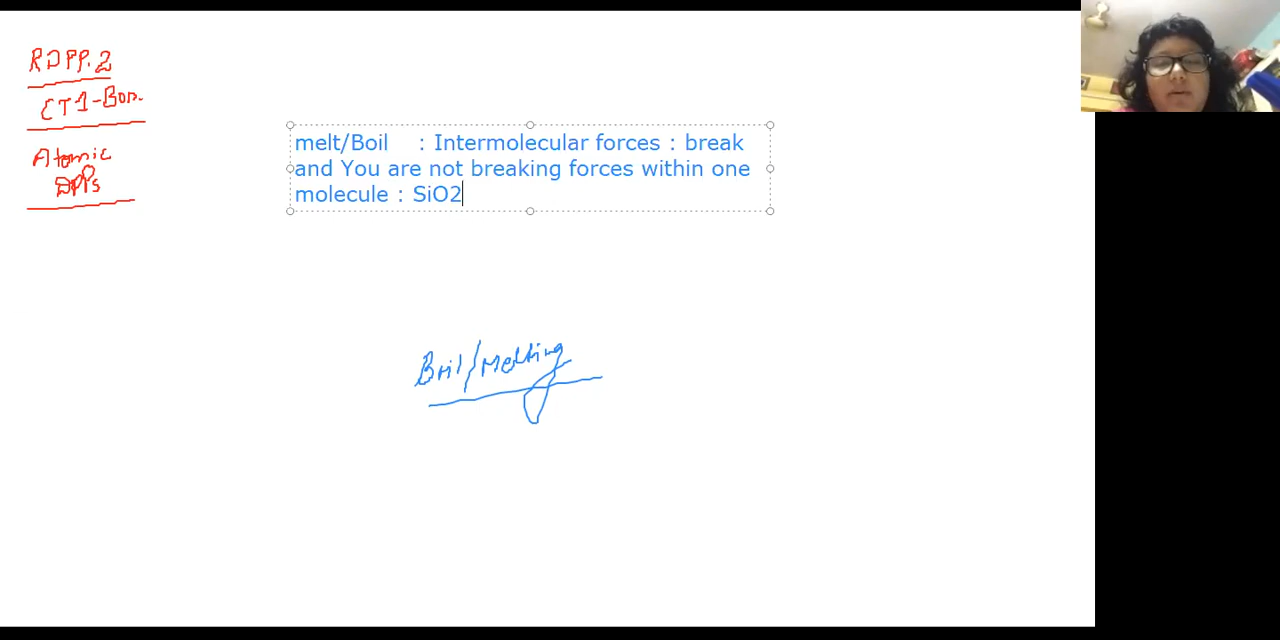 RDPP.2
CT1-Bon.
Atomic
DPPs
melt/Boil : Intermolecular forces : break
and You are not breaking forces within one
molecule : SiO2
Boil/Melting